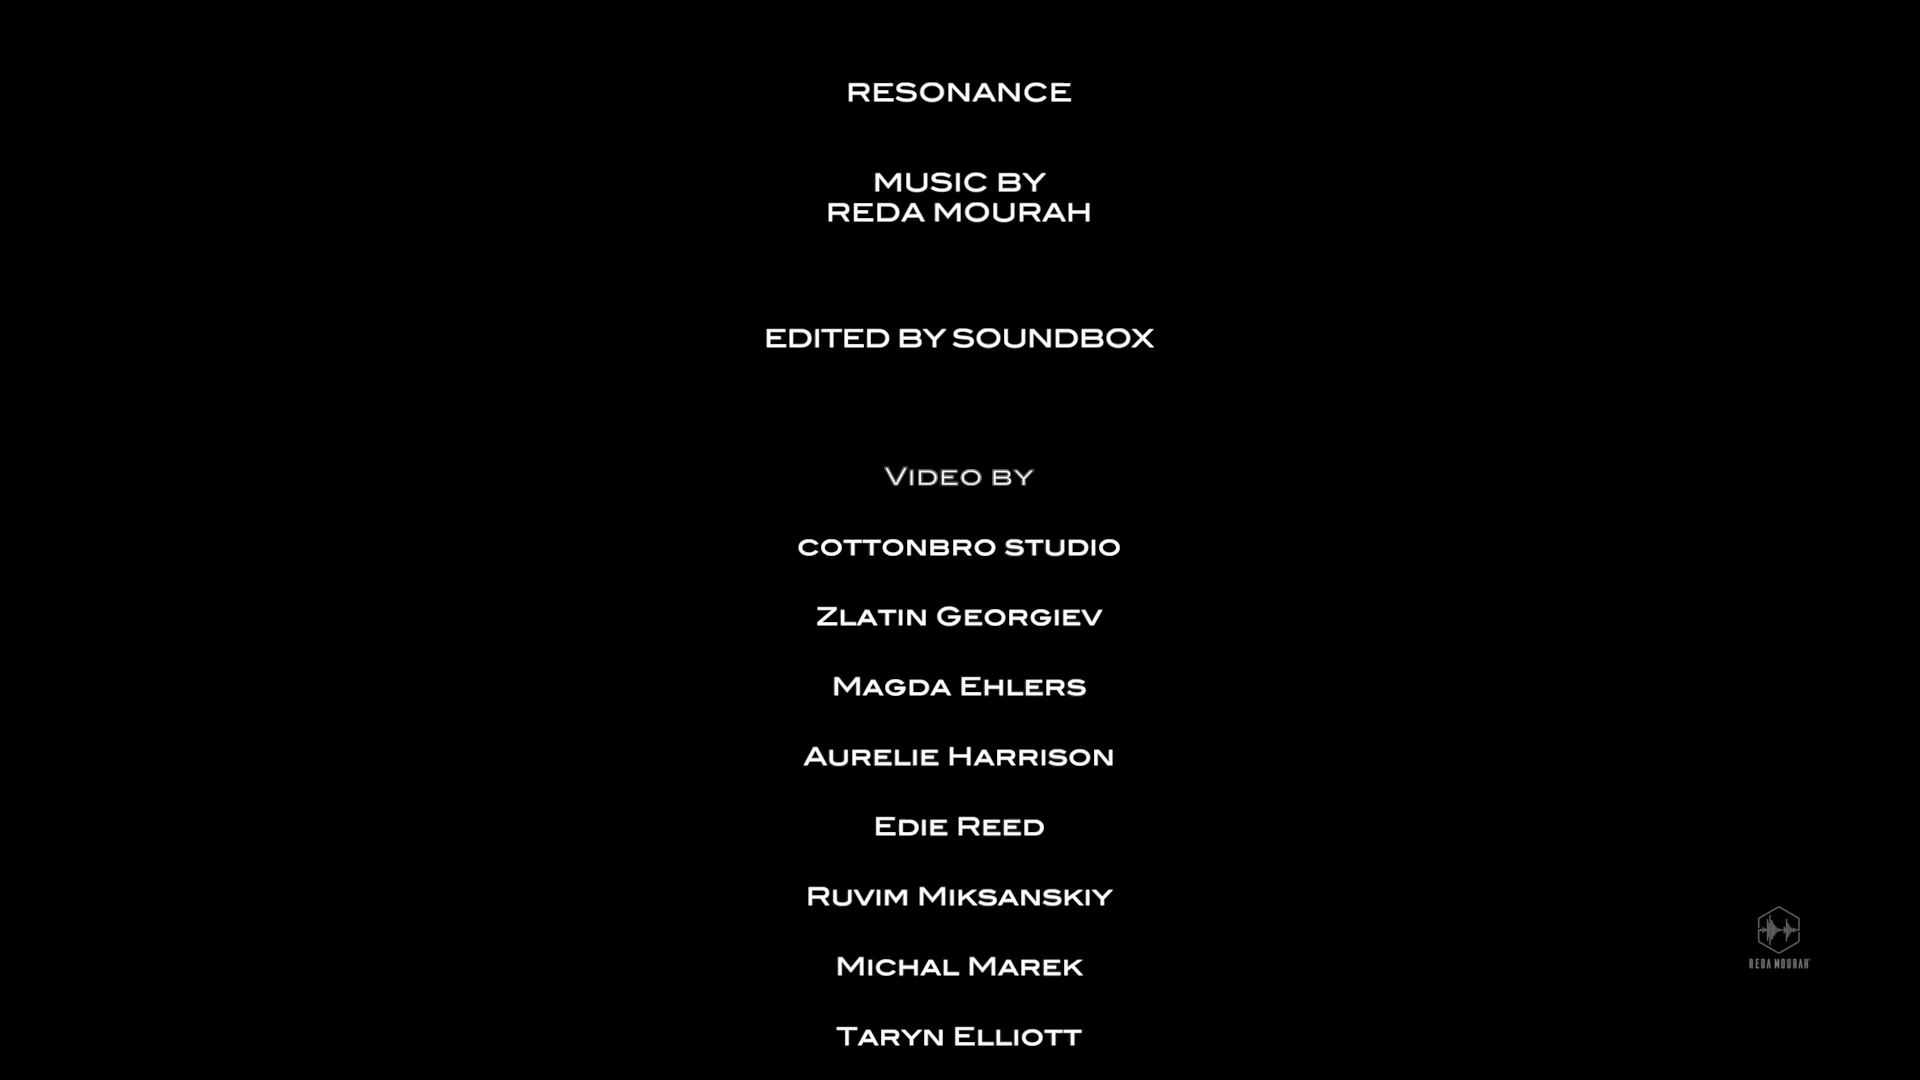 RESONANCE
MUSIC BY
REDA MOURAH
EDITED BY SOUNDBOX
VIDEO BY
COTTONBRO STUDIO
ZLATIN GEORGIEV
MAGDA EHLERS
AURELIE HARRISON
EDIE REED
RUVIM MIKSANSKIY
MICHAL MAREK
TARYN ELLIOTT
REDA MOURAH